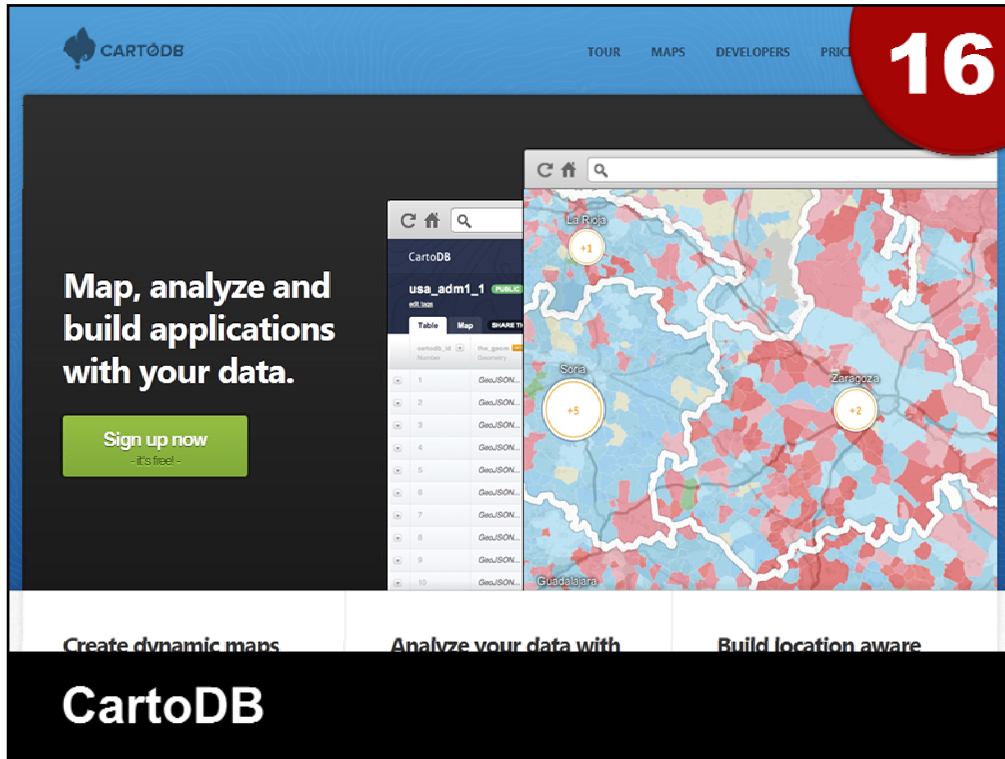 CARTODB
TOUR MAPS DEVELOPERS
16
Map, analyze and
build applications
with your data.
Sign up now
- it's free! -
CartoDB
usa_adm1_1 PUBLIC
edit tags
Table Map
cartodb_id the_geom
Number Geometry
1 GeoJSON...
2 GeoJSON...
3 GeoJSON...
4 GeoJSON...
5 GeoJSON...
6 GeoJSON...
7 GeoJSON...
8 GeoJSON...
9 GeoJSON...
10 GeoJSON...
La Rioja
+1
Soria
+5
Zaragoza
+2
Guadalajara
Create dynamic maps
Analyze your data with
Build location aware
CartoDB